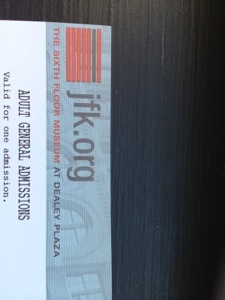 jfk.org
THE SIXTH FLOOR MUSEUM AT DEALEY PLAZA
ADULT GENERAL ADMISSIONS
Valid for one admission.